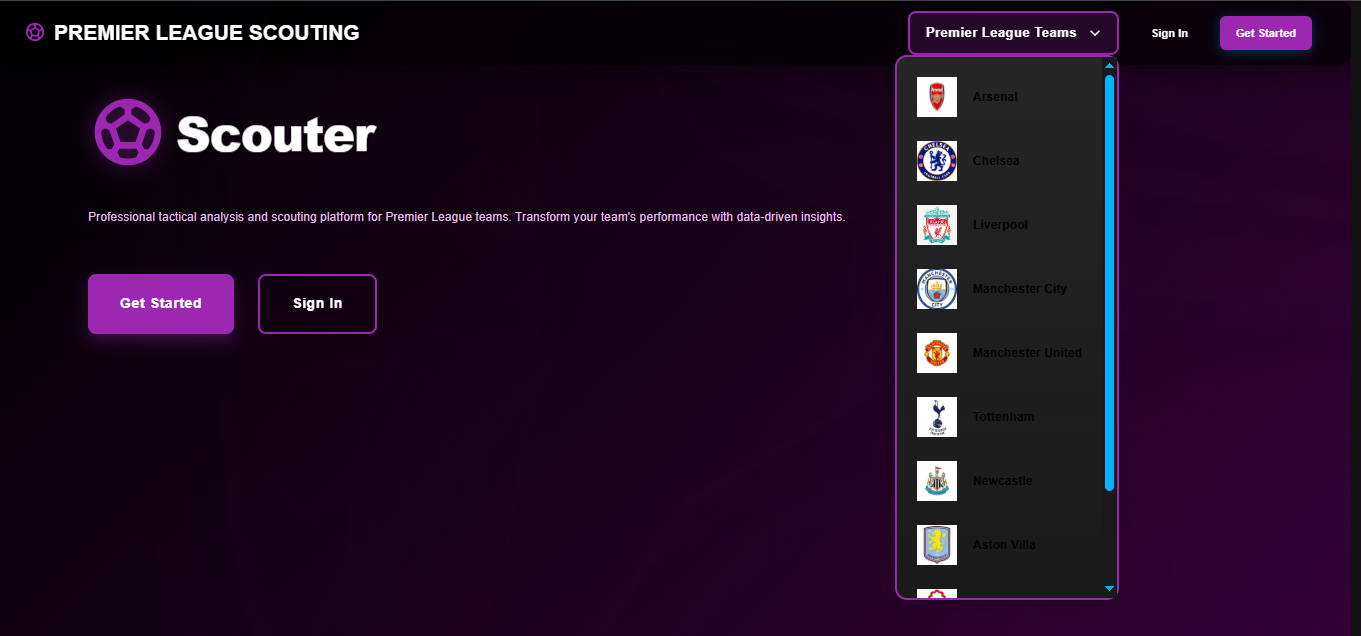 PREMIER LEAGUE SCOUTING
Premier League Teams
Sign In
Get Started
Scouter
Professional tactical analysis and scouting platform for Premier League teams. Transform your team's performance with data-driven insights.
Get Started
Sign In
Arsenal
Chelsea
Liverpool
Manchester City
Manchester United
Tottenham
Newcastle
Aston Villa